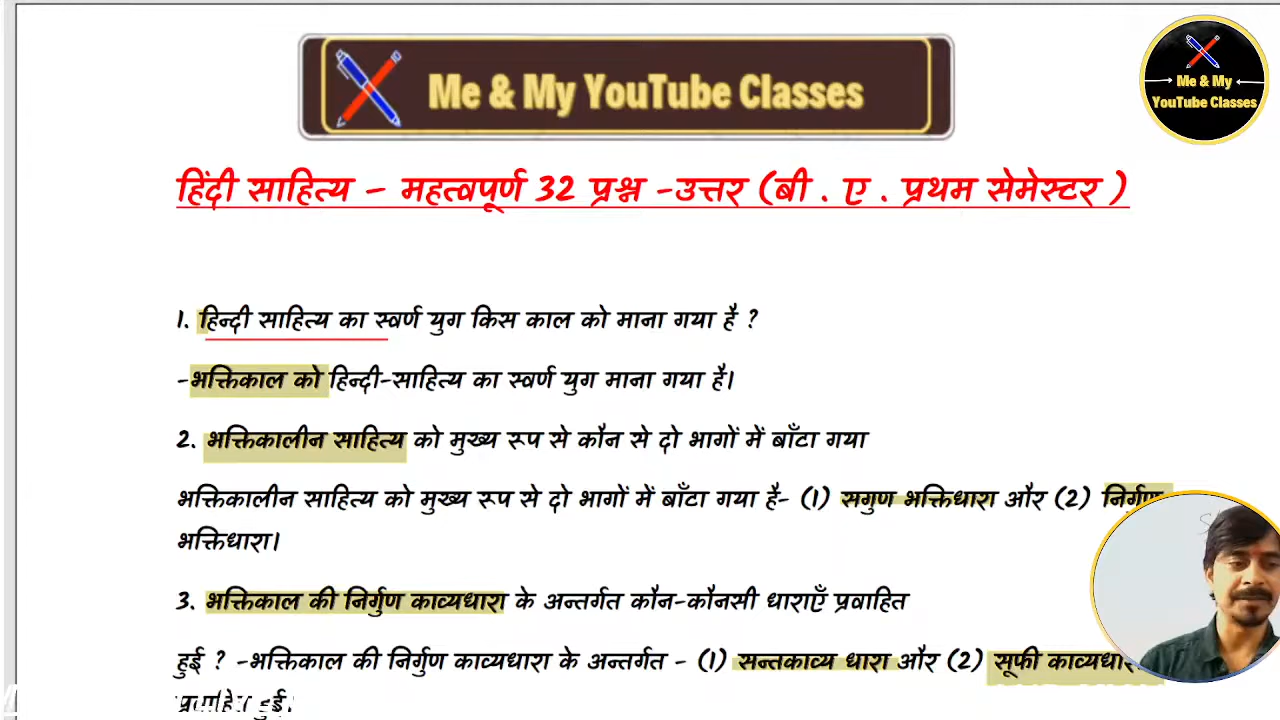 Me & My YouTube Classes
Me & My
YouTube Classes
हिंदी साहित्य – महत्वपूर्ण 32 प्रश्न -उत्तर (बी . ए . प्रथम सेमेस्टर )
1. हिन्दी साहित्य का स्वर्ण युग किस काल को माना गया है ?
-भक्तिकाल को हिन्दी-साहित्य का स्वर्ण युग माना गया है।
2. भक्तिकालीन साहित्य को मुख्य रूप से कौन से दो भागों में बाँटा गया
भक्तिकालीन साहित्य को मुख्य रूप से दो भागों में बाँटा गया है- (1) सगुण भक्तिधारा और (2) निर्गुण
भक्तिधारा।
3. भक्तिकाल की निर्गुण काव्यधारा के अन्तर्गत कौन-कौनसी धाराएँ प्रवाहित
हुई ? -भक्तिकाल की निर्गुण काव्यधारा के अन्तर्गत - (1) सन्तकाव्य धारा और (2) सूफी
प्रवाहित हुई।